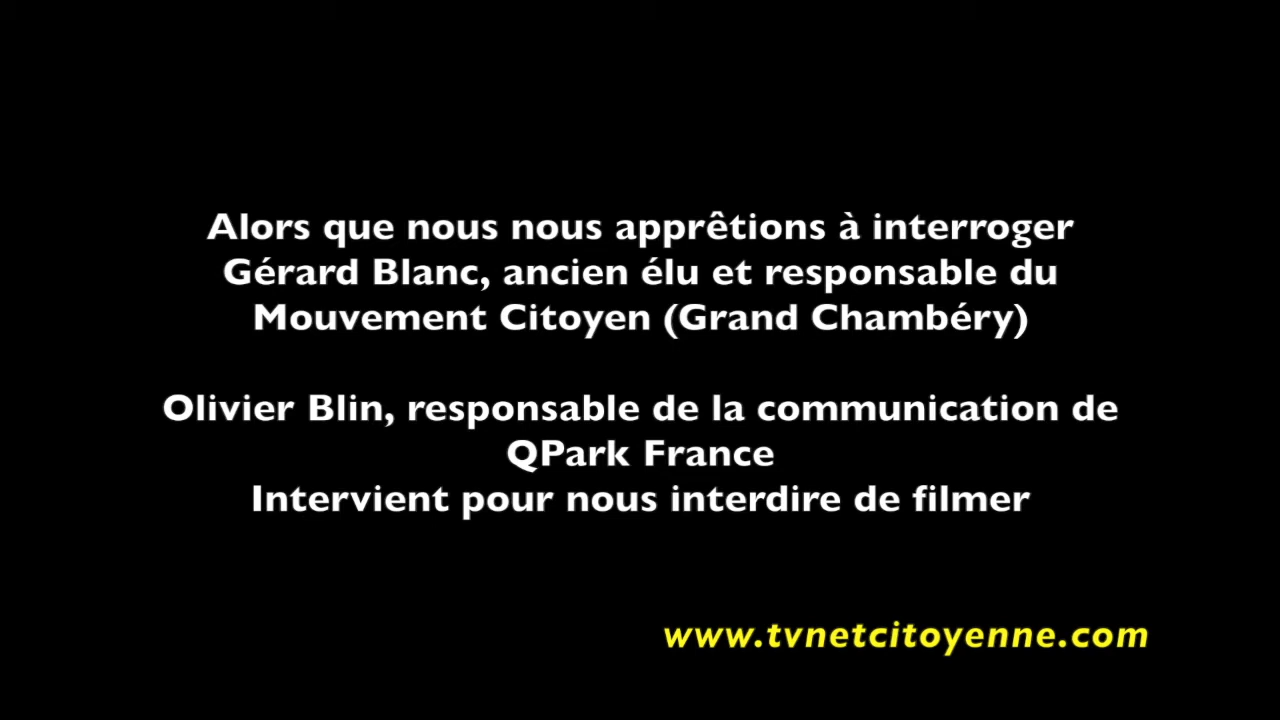 Alors que nous nous apprêtions à interroger
Gérard Blanc, ancien élu et responsable du
Mouvement Citoyen (Grand Chambéry)
Olivier Blin, responsable de la communication de
QPark France
Intervient pour nous interdire de filmer
www.tvnetcitoyenne.com